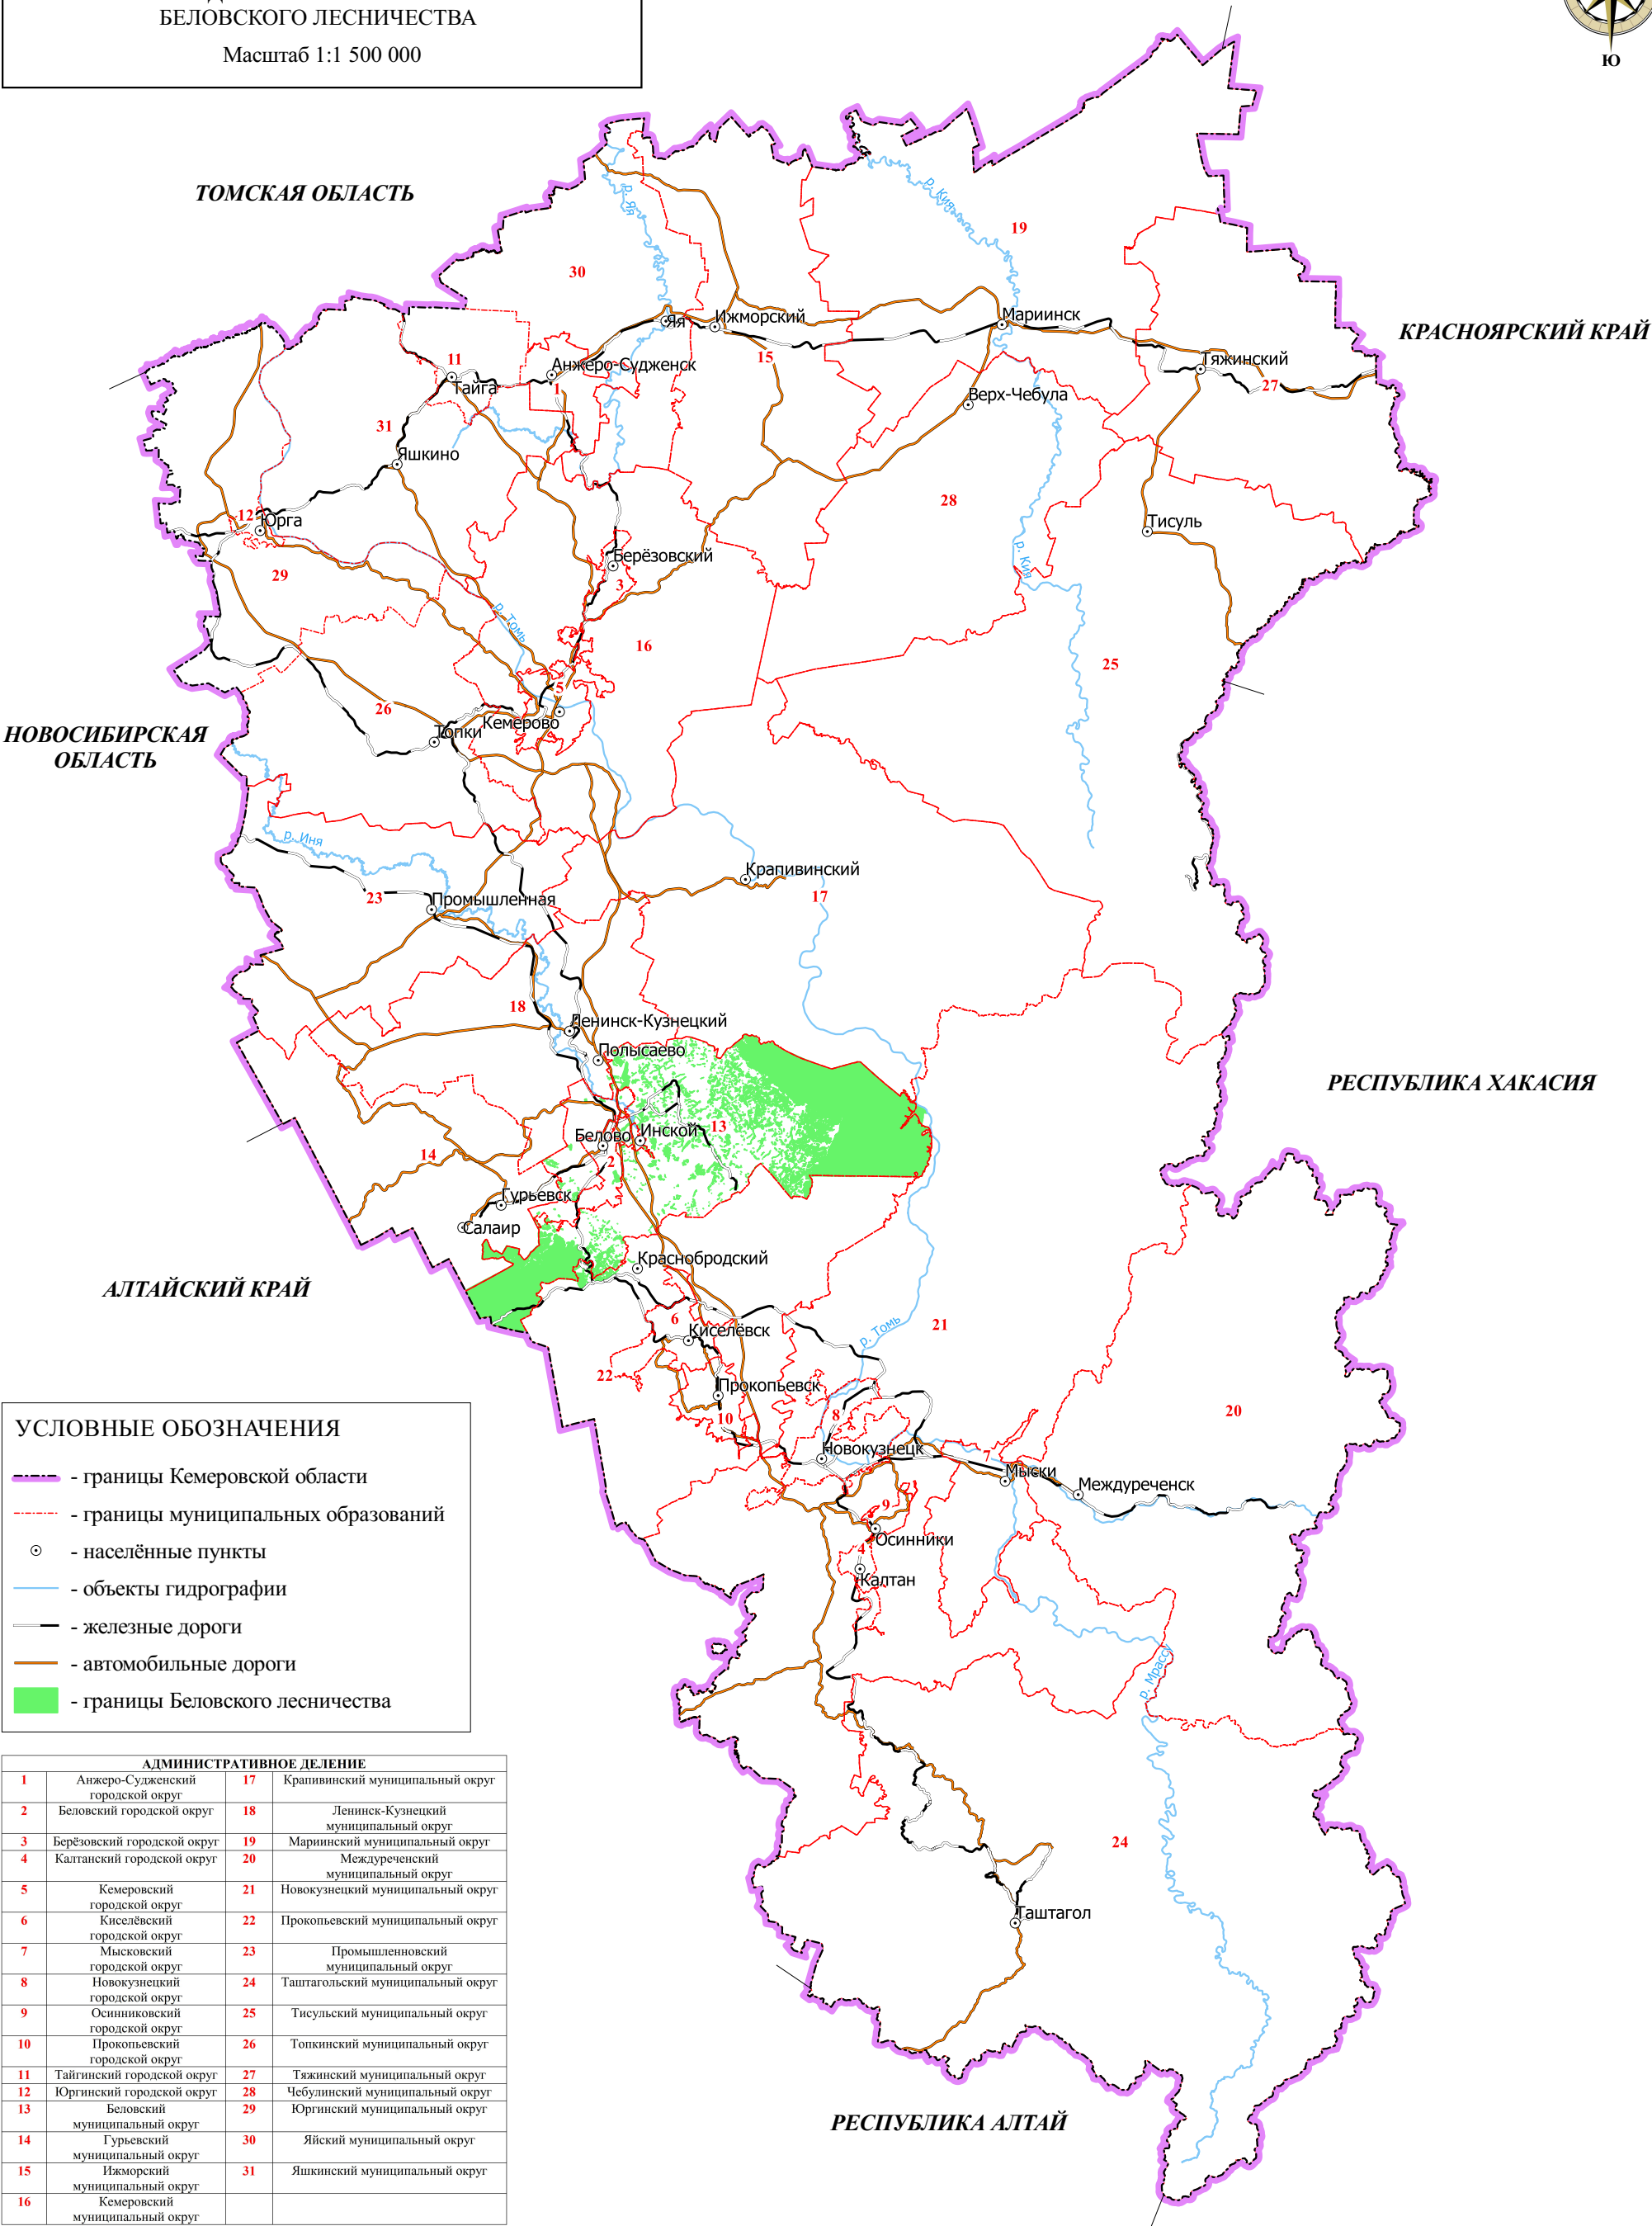 БЕЛОВСКОГО ЛЕСНИЧЕСТВА
Масштаб 1:1 500 000
Ю
ТОМСКАЯ ОБЛАСТЬ
КРАСНОЯРСКИЙ КРАЙ
НОВОСИБИРСКАЯ
ОБЛАСТЬ
РЕСПУБЛИКА ХАКАСИЯ
АЛТАЙСКИЙ КРАЙ
РЕСПУБЛИКА АЛТАЙ
р. Яя
р. Кия
19
30
Яя
Ижморский
Мариинск
15
11
Тайга
Анжеро-Судженск
1
Тяжинский
27
Верх-Чебула
31
Яшкино
28
12
Юрга
Тисуль
29
Берёзовский
3
р. Кия
р. Томь
16
25
5
26
Кемерово
Топки
р. Иня
Крапивинский
17
23
Промышленная
18
Ленинск-Кузнецкий
Полысаево
13
Белово
Инской
2
14
Гурьевск
Салаир
Краснобродский
6
Киселёвск
р. Томь
21
22
Прокопьевск
10
8
20
Новокузнецк
7
Мыски
Междуреченск
9
Осинники
4
Калтан
р. Мрассу
5
24
Таштагол
УСЛОВНЫЕ ОБОЗНАЧЕНИЯ
- границы Кемеровской области
- границы муниципальных образований
- населённые пункты
- объекты гидрографии
- железные дороги
- автомобильные дороги
- границы Беловского лесничества
АДМИНИСТРАТИВНОЕ ДЕЛЕНИЕ
1 Анжеро-Судженский городской округ 17 Крапивинский муниципальный округ
2 Беловский городской округ 18 Ленинск-Кузнецкий муниципальный округ
3 Берёзовский городской округ 19 Мариинский муниципальный округ
4 Калтанский городской округ 20 Междуреченский муниципальный округ
5 Кемеровский городской округ 21 Новокузнецкий муниципальный округ
6 Киселёвский городской округ 22 Прокопьевский муниципальный округ
7 Мысковский городской округ 23 Промышленновский муниципальный округ
8 Новокузнецкий городской округ 24 Таштагольский муниципальный округ
9 Осинниковский городской округ 25 Тисульский муниципальный округ
10 Прокопьевский городской округ 26 Топкинский муниципальный округ
11 Тайгинский городской округ 27 Тяжинский муниципальный округ
12 Юргинский городской округ 28 Чебулинский муниципальный округ
13 Беловский муниципальный округ 29 Юргинский муниципальный округ
14 Гурьевский муниципальный округ 30 Яйский муниципальный округ
15 Ижморский муниципальный округ 31 Яшкинский муниципальный округ
16 Кемеровский муниципальный округ